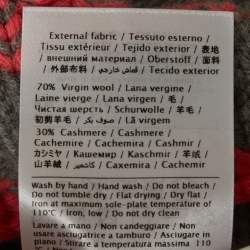 External fabric / Tessuto esterno /
Tissu extérieur / Tejido exterior / 表地
/ внешний материал / Oberstoff / 面
料 / 外部布料 / قماش خارجي / Tecido exterior
70% Virgin wool / Lana vergine /
Laine vierge / Lana virgen / 毛 /
Чистая шерсть / Schurwolle / 羊毛 /
初剪羊毛 / صوف بكر / Lã virgem
30% Cashmere / Cashmere /
Cachemire / Cachemir / Cashmir /
カシミヤ / Кашемир / Kaschmir / 羊绒 /
山羊絨 / كشمير / Caxemira / Cachemire
Wash by hand / Hand wash / Do not bleach /
Do not tumble dry / Flat drying / Dry flat /
Iron at maximum sole-plate temperature of
110°C / Iron, low / Do not dry clean
Lavare a mano / Non candeggiare / Non
asciugare a tamburo / Asciugare in
piano / Stirare a temperatura massima 110